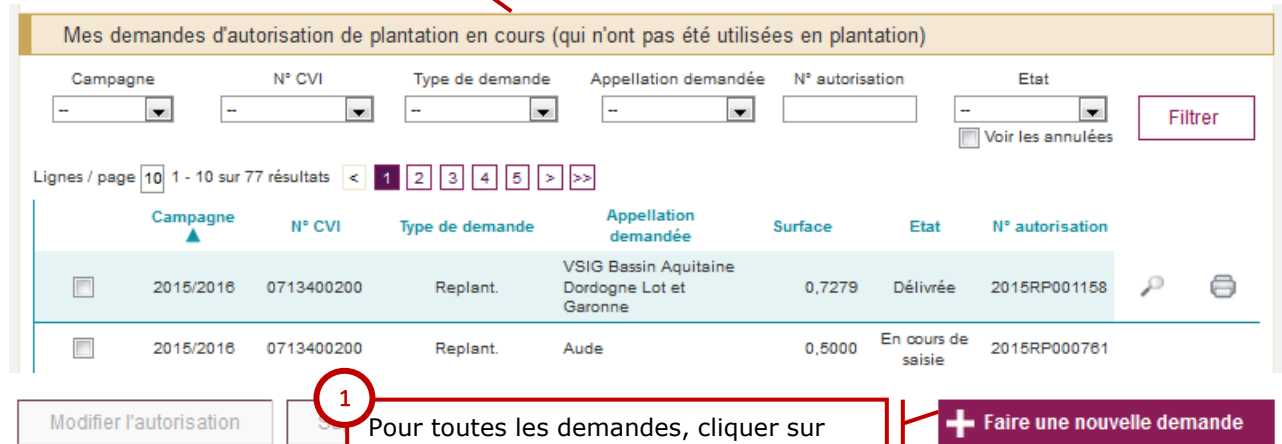 Mes demandes d'autorisation de plantation en cours (qui n'ont pas été utilisées en plantation)
Campagne N° CVI Type de demande Appellation demandée N° autorisation Etat
-- -- -- -- -- Filtrer
Voir les annulées
Lignes / page 10 1 - 10 sur 77 résultats < 1 2 3 4 5 > >>
Campagne N° CVI Type de demande Appellation demandée Surface Etat N° autorisation
2015/2016 0713400200 Replant. VSIG Bassin Aquitaine Dordogne Lot et Garonne 0,7279 Délivrée 2015RP001158
2015/2016 0713400200 Replant. Aude 0,5000 En cours de saisie 2015RP000761
1
Modifier l'autorisation Pour toutes les demandes, cliquer sur Faire une nouvelle demande